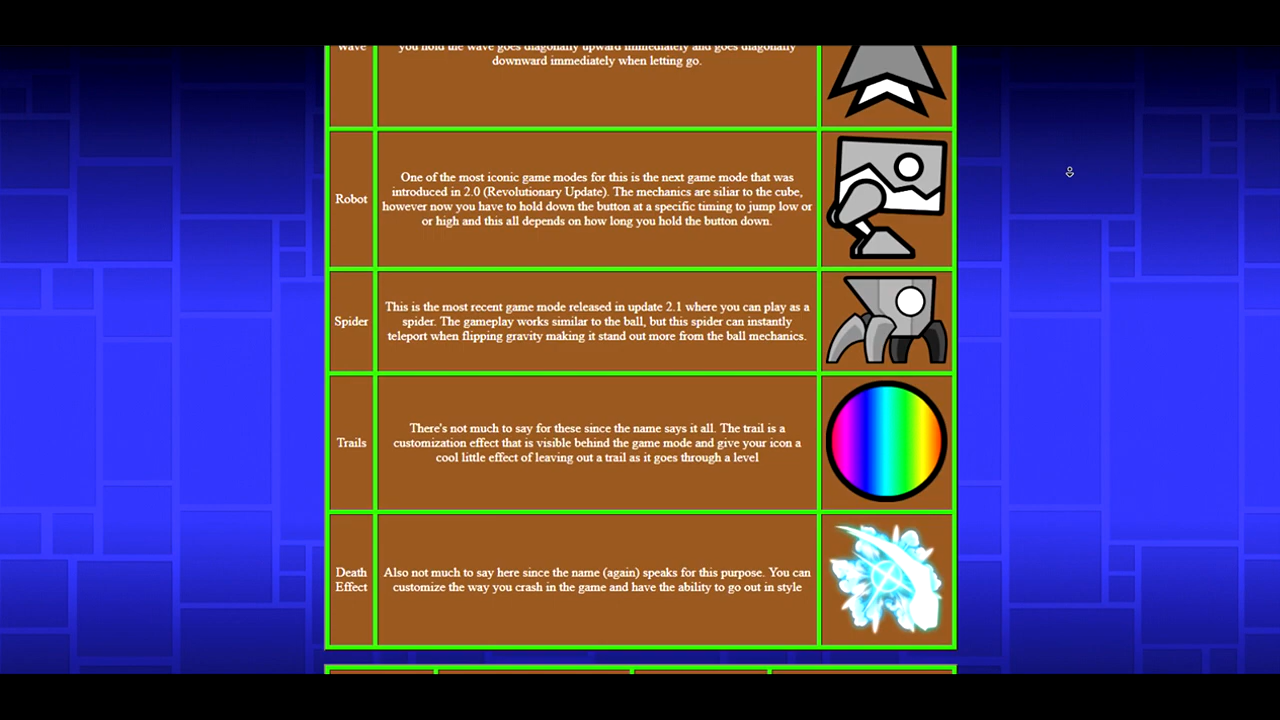 Wave
you hold the wave goes diagonally upward immediately and goes diagonally
downward immediately when letting go.
Robot
One of the most iconic game modes for this is the next game mode that was
introduced in 2.0 (Revolutionary Update). The mechanics are siliar to the cube,
however now you have to hold down the button at a specific timing to jump low or
or high and this all depends on how long you hold the button down.
Spider
This is the most recent game mode released in update 2.1 where you can play as a
spider. The gameplay works similar to the ball, but this spider can instantly
teleport when flipping gravity making it stand out more from the ball mechanics.
Trails
There's not much to say for these since the name says it all. The trail is a
customization effect that is visible behind the game mode and give your icon a
cool little effect of leaving out a trail as it goes through a level
Death
Effect
Also not much to say here since the name (again) speaks for this purpose. You can
customize the way you crash in the game and have the ability to go out in style